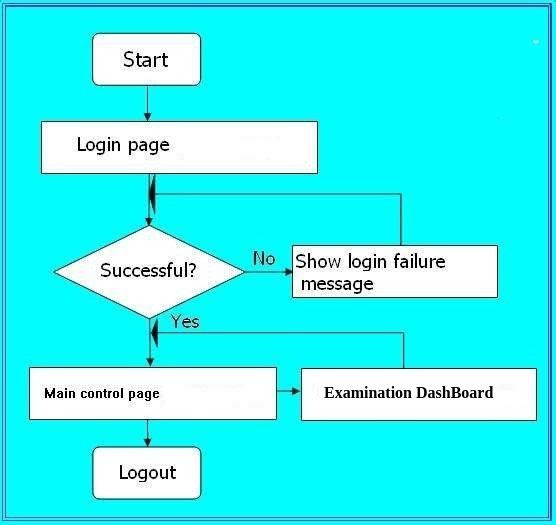 Start
Login page
Successful?
No
Show login failure
message
Yes
Main control page
Examination DashBoard
Logout